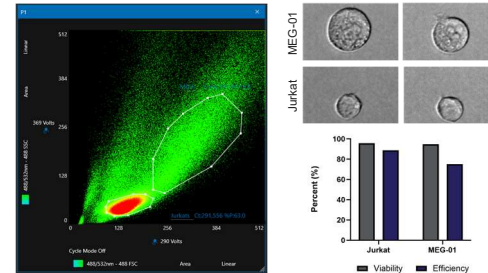 P1
×
Linear
Area
369 Volts
488/532nm - 488 SSC
512
384
256
128
0
0
128
256
384
512
Jurkats
290 Volts
Cycle Mode Off
488/532nm - 488 FSC
Area
Linear
MEG-01
Jurkat
Percent (%)
100
80
60
40
20
0
Jurkat
MEG-01
Viability
Efficiency